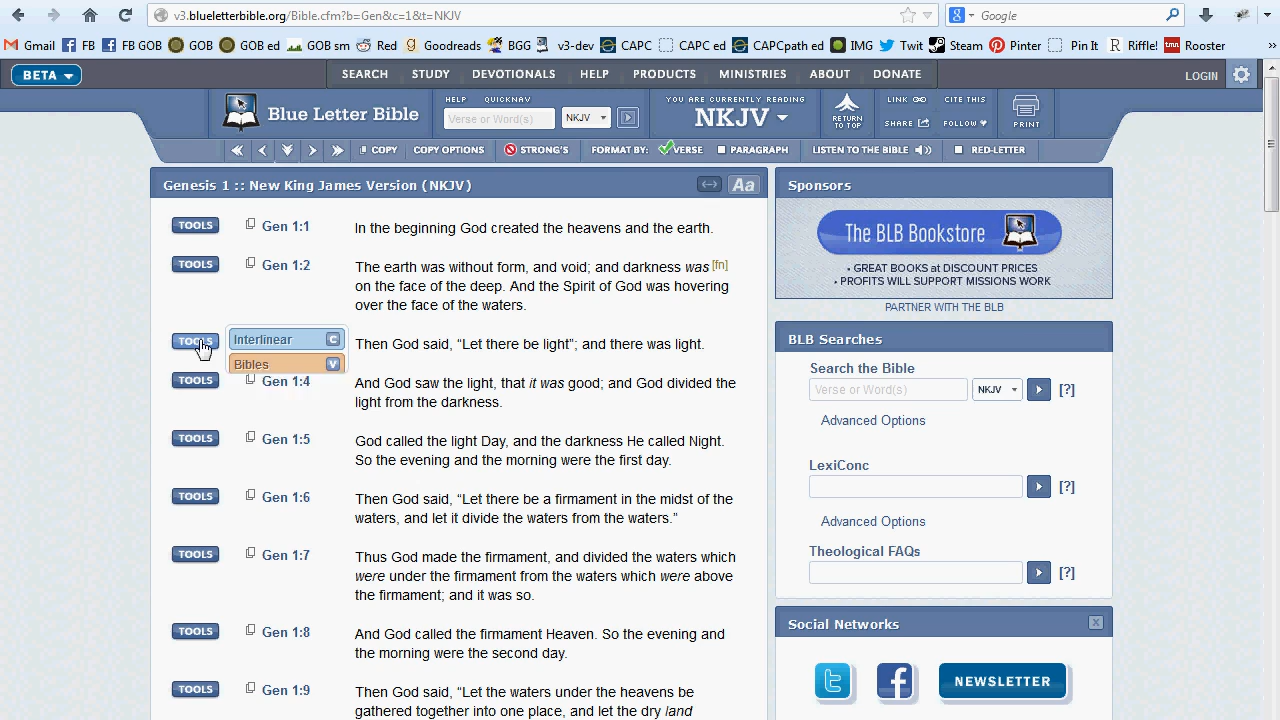 v3.blueletterbible.org/Bible.cfm?b=Gen&c=1&t=NKJV
Google
Gmail FB FB GOB GOB GOB ed GOB sm Red Goodreads BGG v3-dev CAPC CAPC ed CAPCpath ed IMG Twit Steam Pinter Pin It Riffle! Rooster
BETA SEARCH STUDY DEVOTIONALS HELP PRODUCTS MINISTRIES ABOUT DONATE LOGIN
Blue Letter Bible
HELP QUICKNAV
Verse or Word(s) NKJV
YOU ARE CURRENTLY READING
NKJV
RETURN
TO TOP
LINK CITE THIS
SHARE FOLLOW
PRINT
COPY COPY OPTIONS STRONG'S FORMAT BY: VERSE PARAGRAPH LISTEN TO THE BIBLE RED-LETTER
Genesis 1 :: New King James Version (NKJV) Aa
TOOLS Gen 1:1 In the beginning God created the heavens and the earth.
TOOLS Gen 1:2 The earth was without form, and void; and darkness was [fn]
on the face of the deep. And the Spirit of God was hovering
over the face of the waters.
TOOLS Interlinear C Then God said, “Let there be light”; and there was light.
Bibles V
TOOLS Gen 1:4 And God saw the light, that it was good; and God divided the
light from the darkness.
TOOLS Gen 1:5 God called the light Day, and the darkness He called Night.
So the evening and the morning were the first day.
TOOLS Gen 1:6 Then God said, “Let there be a firmament in the midst of the
waters, and let it divide the waters from the waters.”
TOOLS Gen 1:7 Thus God made the firmament, and divided the waters which
were under the firmament from the waters which were above
the firmament; and it was so.
TOOLS Gen 1:8 And God called the firmament Heaven. So the evening and
the morning were the second day.
TOOLS Gen 1:9 Then God said, “Let the waters under the heavens be
gathered together into one place, and let the dry land
Sponsors
The BLB Bookstore
• GREAT BOOKS at DISCOUNT PRICES
• PROFITS WILL SUPPORT MISSIONS WORK
PARTNER WITH THE BLB
BLB Searches
Search the Bible
Verse or Word(s) NKJV [?]
Advanced Options
LexiConc
[?]
Advanced Options
Theological FAQs
[?]
Social Networks X
NEWSLETTER